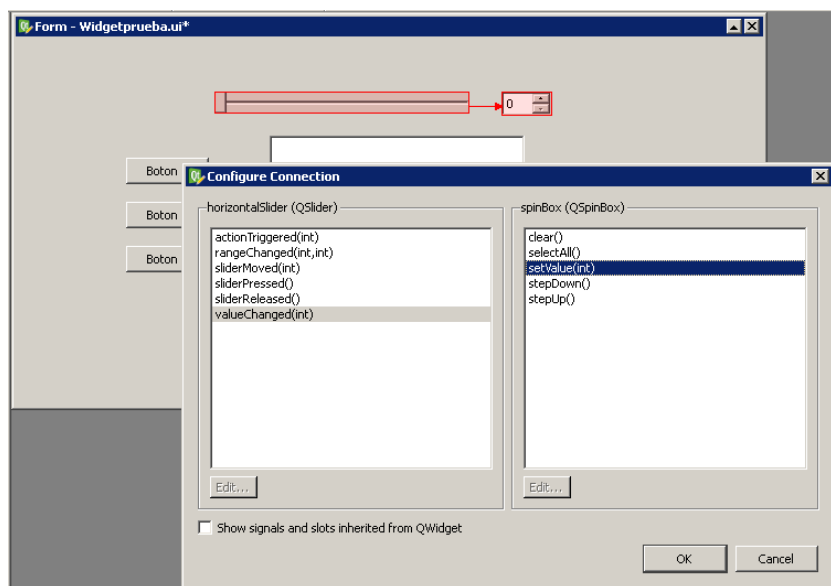 Form - Widgetprueba.ui*
0
Boton
Boton
Boton
Configure Connection
horizontalSlider (QSlider)
actionTriggered(int)
rangeChanged(int,int)
sliderMoved(int)
sliderPressed()
sliderReleased()
valueChanged(int)
Edit...
spinBox (QSpinBox)
clear()
selectAll()
setValue(int)
stepDown()
stepUp()
Edit...
Show signals and slots inherited from QWidget
OK
Cancel